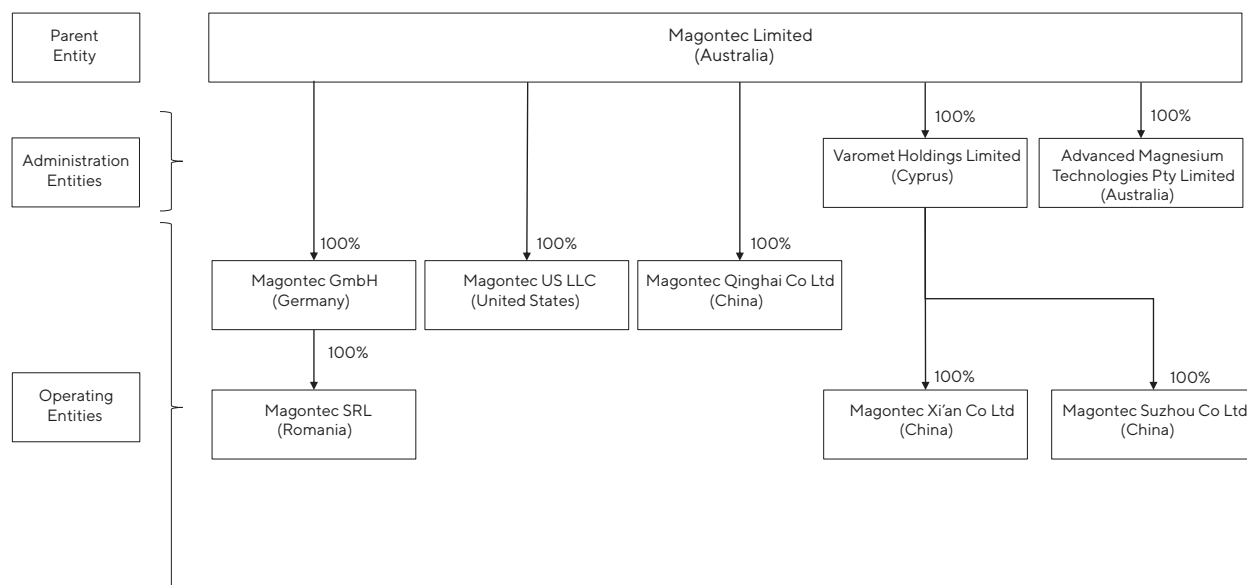 Parent
Entity
Magontec Limited
(Australia)
100%
100%
Administration
Entities
Varomet Holdings Limited
(Cyprus)
Advanced Magnesium
Technologies Pty Limited
(Australia)
100%
100%
100%
Magontec GmbH
(Germany)
Magontec US LLC
(United States)
Magontec Qinghai Co Ltd
(China)
100%
100%
100%
Operating
Entities
Magontec SRL
(Romania)
Magontec Xi'an Co Ltd
(China)
Magontec Suzhou Co Ltd
(China)